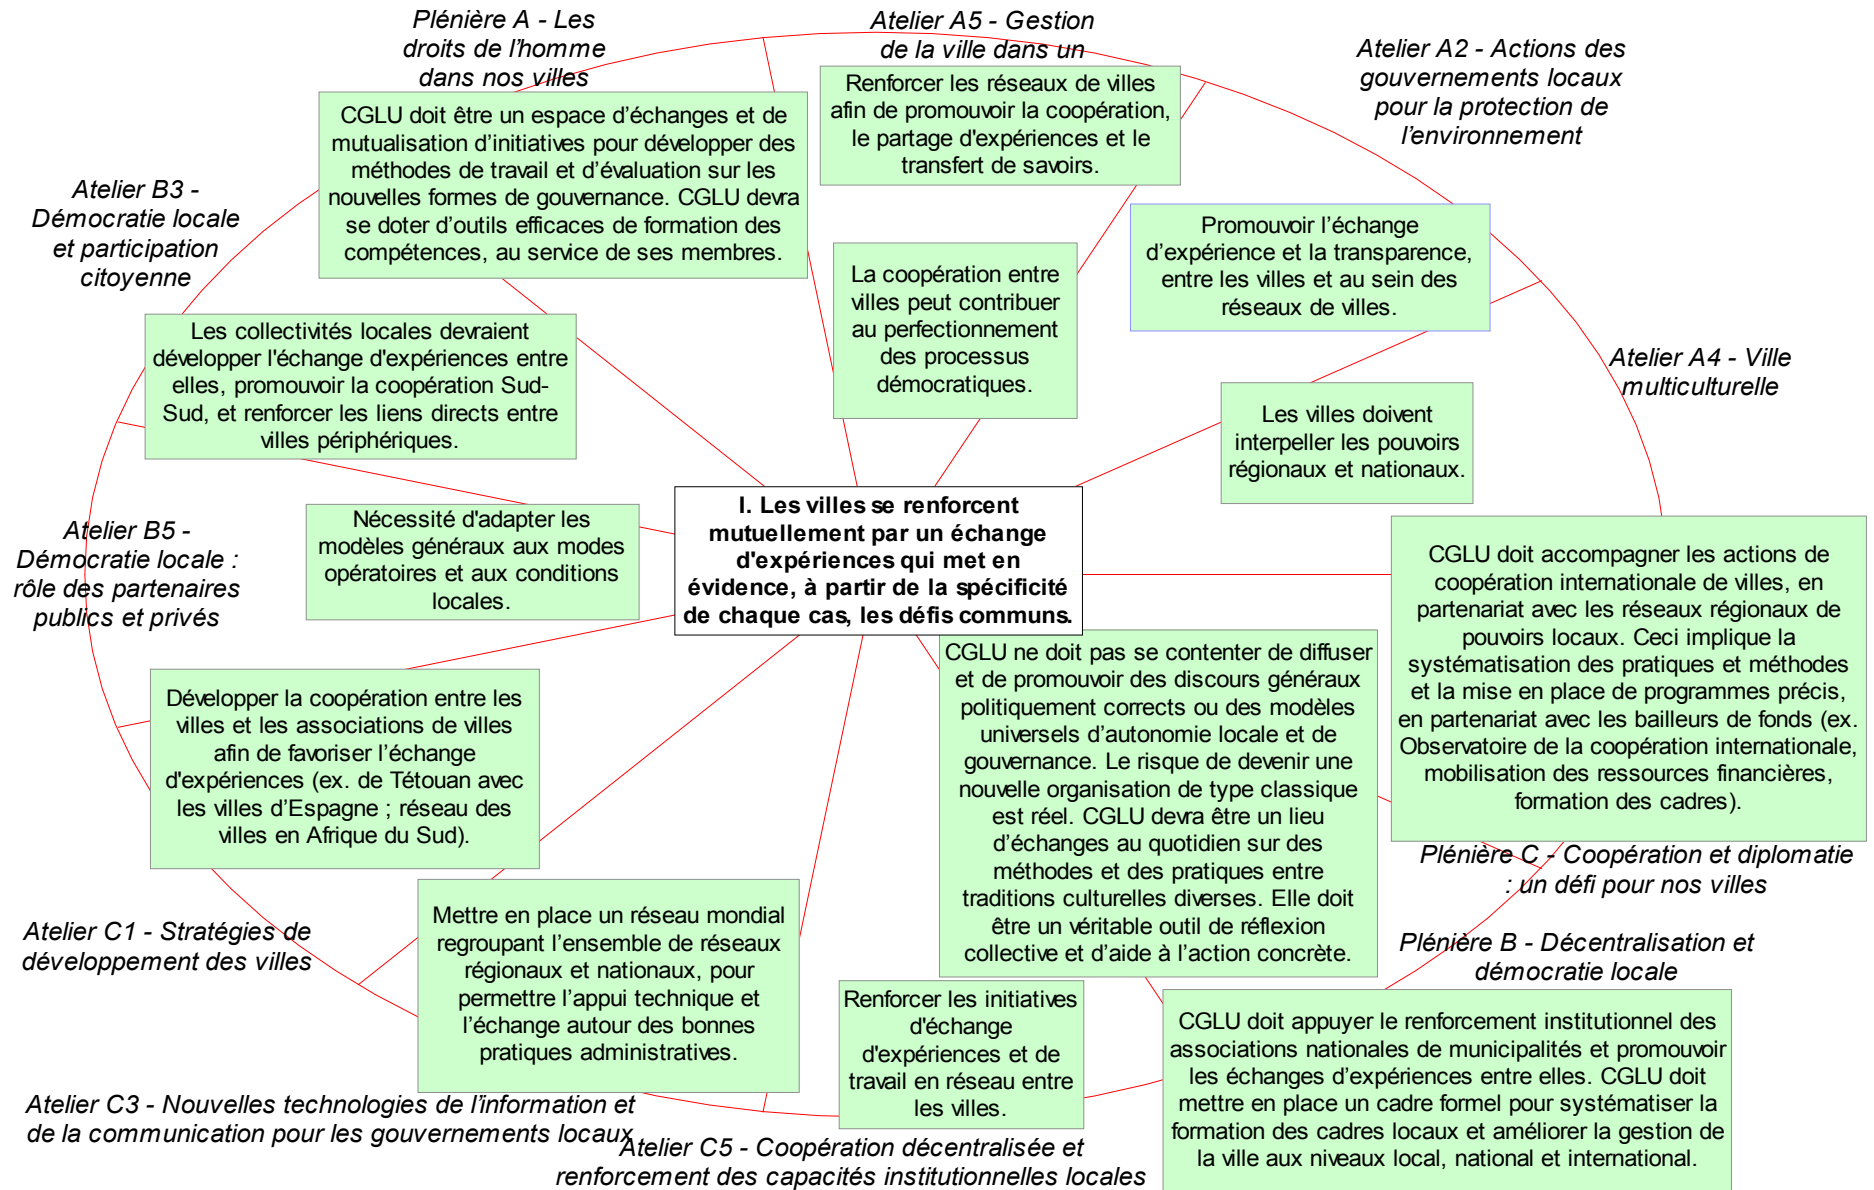 Plénière A - Les
droits de l'homme
dans nos villes
Atelier A5 - Gestion
de la ville dans un
Atelier A2 - Actions des
gouvernements locaux
pour la protection de
l'environnement
CGLU doit être un espace d'échanges et de
mutualisation d'initiatives pour développer des
méthodes de travail et d'évaluation sur les
nouvelles formes de gouvernance. CGLU devra
se doter d'outils efficaces de formation des
compétences, au service de ses membres.
Renforcer les réseaux de villes
afin de promouvoir la coopération,
le partage d'expériences et le
transfert de savoirs.
Atelier B3 -
Démocratie locale
et participation
citoyenne
Promouvoir l'échange
d'expérience et la transparence,
entre les villes et au sein des
réseaux de villes.
La coopération entre
villes peut contribuer
au perfectionnement
des processus
démocratiques.
Les collectivités locales devraient
développer l'échange d'expériences entre
elles, promouvoir la coopération Sud-
Sud, et renforcer les liens directs entre
villes périphériques.
Atelier A4 - Ville
multiculturelle
Les villes doivent
interpeller les pouvoirs
régionaux et nationaux.
I. Les villes se renforcent
mutuellement par un échange
d'expériences qui met en
évidence, à partir de la spécificité
de chaque cas, les défis communs.
Nécessité d'adapter les
modèles généraux aux modes
opératoires et aux conditions
locales.
Atelier B5 -
Démocratie locale :
rôle des partenaires
publics et privés
CGLU doit accompagner les actions de
coopération internationale de villes, en
partenariat avec les réseaux régionaux de
pouvoirs locaux. Ceci implique la
systématisation des pratiques et méthodes
et la mise en place de programmes précis,
en partenariat avec les bailleurs de fonds (ex.
Observatoire de la coopération internationale,
mobilisation des ressources financières,
formation des cadres).
CGLU ne doit pas se contenter de diffuser
et de promouvoir des discours généraux
politiquement corrects ou des modèles
universels d'autonomie locale et de
gouvernance. Le risque de devenir une
nouvelle organisation de type classique
est réel. CGLU devra être un lieu
d'échanges au quotidien sur des
méthodes et des pratiques entre
traditions culturelles diverses. Elle doit
être un véritable outil de réflexion
collective et d'aide à l'action concrète.
Développer la coopération entre les
villes et les associations de villes
afin de favoriser l'échange
d'expériences (ex. de Tétouan avec
les villes d'Espagne ; réseau des
villes en Afrique du Sud).
Plénière C - Coopération et diplomatie
: un défi pour nos villes
Atelier C1 - Stratégies de
développement des villes
Mettre en place un réseau mondial
regroupant l'ensemble de réseaux
régionaux et nationaux, pour
permettre l'appui technique et
l'échange autour des bonnes
pratiques administratives.
Plénière B - Décentralisation et
démocratie locale
Renforcer les initiatives
d'échange
d'expériences et de
travail en réseau entre
les villes.
CGLU doit appuyer le renforcement institutionnel des
associations nationales de municipalités et promouvoir
les échanges d'expériences entre elles. CGLU doit
mettre en place un cadre formel pour systématiser la
formation des cadres locaux et améliorer la gestion de
la ville aux niveaux local, national et international.
Atelier C3 - Nouvelles technologies de l'information et
de la communication pour les gouvernements locaux
Atelier C5 - Coopération décentralisée et
renforcement des capacités institutionnelles locales